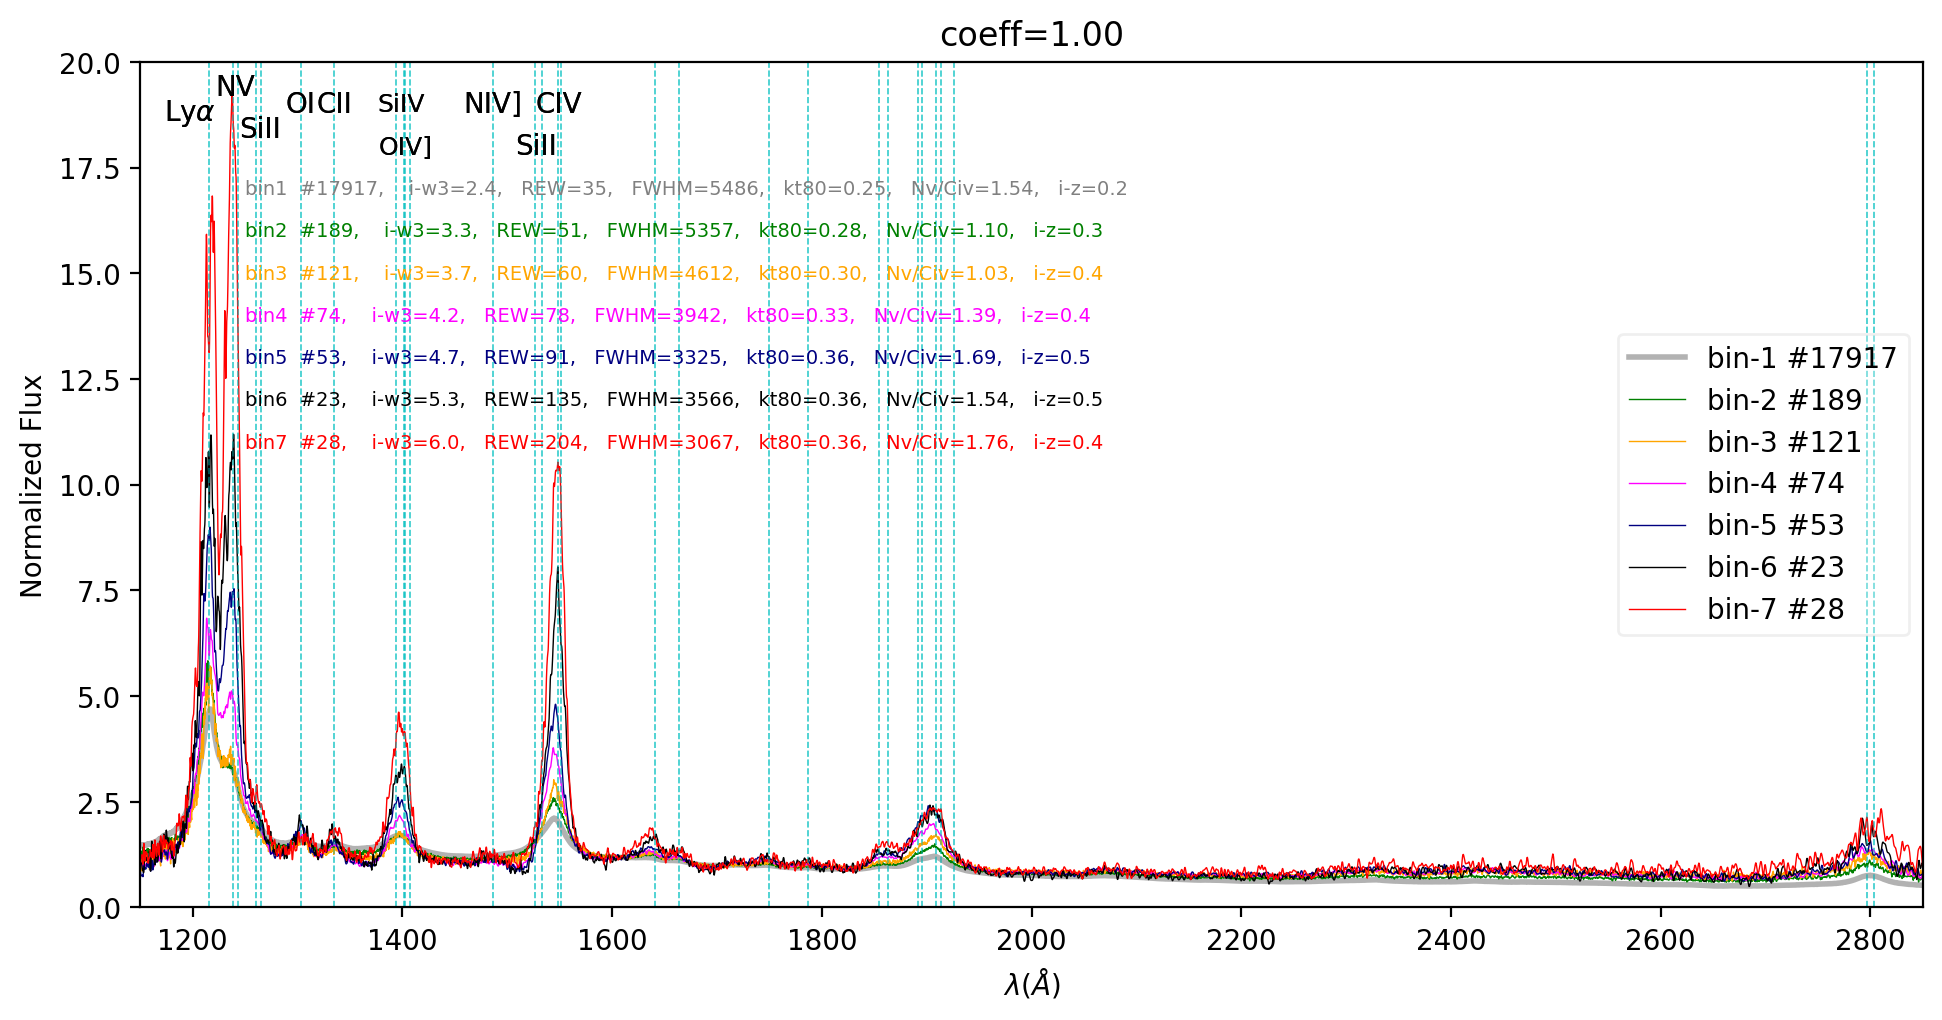 coeff=1.00
20.0
17.5
15.0
12.5
10.0
7.5
5.0
2.5
0.0
Normalized Flux
NV
Lyα
SiII
OI
CII
SiIV
OIV]
NIV]
CIV
SiII
bin1 #17917, i-w3=2.4, REW=35, FWHM=5486, kt80=0.25, Nv/Civ=1.54, i-z=0.2
bin2 #189, i-w3=3.3, REW=51, FWHM=5357, kt80=0.28, Nv/Civ=1.10, i-z=0.3
bin3 #121, i-w3=3.7, REW=60, FWHM=4612, kt80=0.30, Nv/Civ=1.03, i-z=0.4
bin4 #74, i-w3=4.2, REW=78, FWHM=3942, kt80=0.33, Nv/Civ=1.39, i-z=0.4
bin5 #53, i-w3=4.7, REW=91, FWHM=3325, kt80=0.36, Nv/Civ=1.69, i-z=0.5
bin6 #23, i-w3=5.3, REW=135, FWHM=3566, kt80=0.36, Nv/Civ=1.54, i-z=0.5
bin7 #28, i-w3=6.0, REW=204, FWHM=3067, kt80=0.36, Nv/Civ=1.76, i-z=0.4
bin-1 #17917
bin-2 #189
bin-3 #121
bin-4 #74
bin-5 #53
bin-6 #23
bin-7 #28
1200 1400 1600 1800 2000 2200 2400 2600 2800
λ(Å)